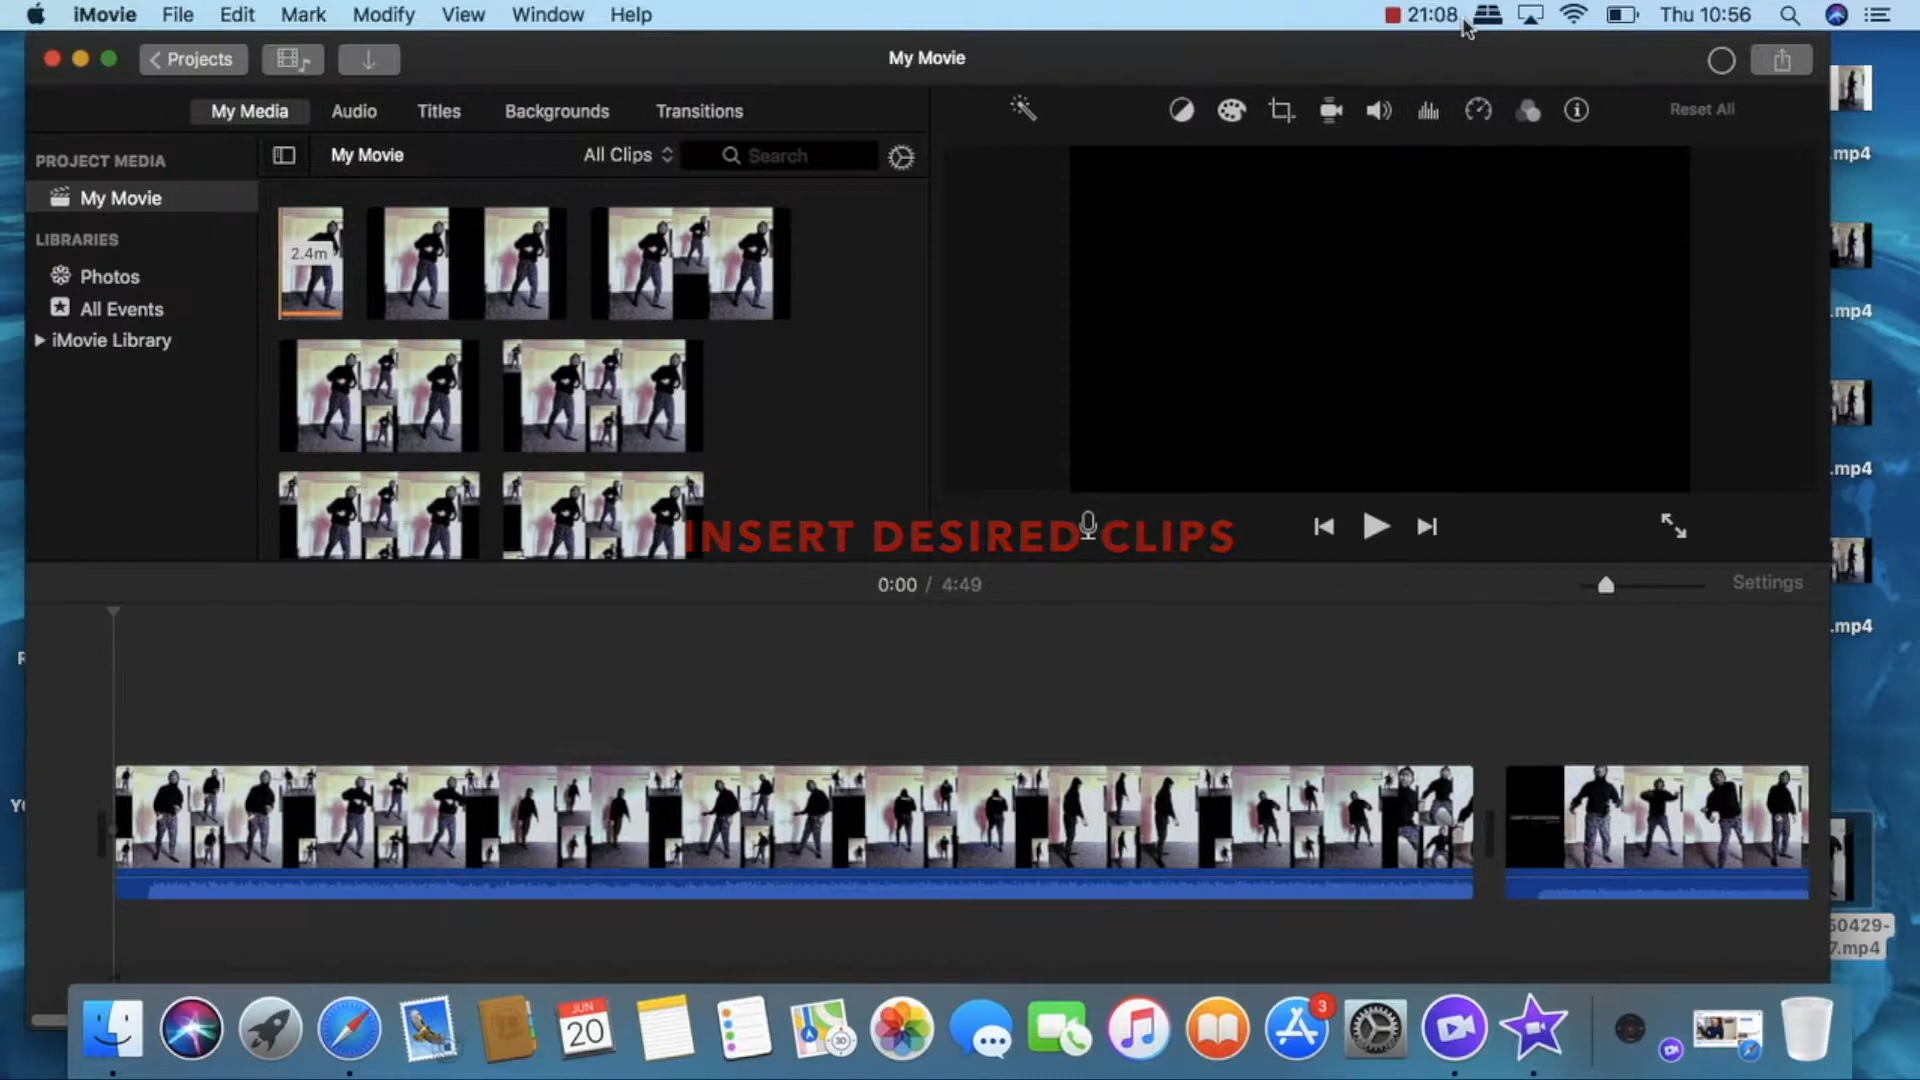 iMovie File Edit Mark Modify View Window Help 21:08 Thu 10:56
Projects My Movie
My Media Audio Titles Backgrounds Transitions Reset All
PROJECT MEDIA My Movie All Clips Search
My Movie
LIBRARIES
Photos
All Events
iMovie Library
2.4m
.mp4
.mp4
.mp4
.mp4
INSERT DESIRED CLIPS
0:00 / 4:49 Settings
50429-
7.mp4
JUN
20
3D
3